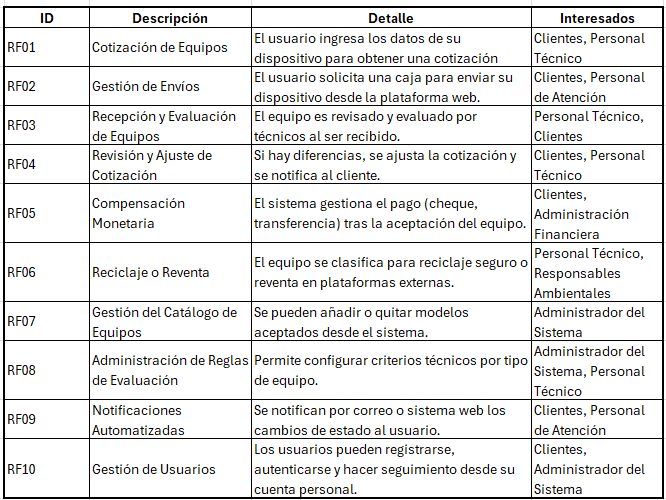 ID Descripción Detalle Interesados
RF01 Cotización de Equipos El usuario ingresa los datos de su dispositivo para obtener una cotización Clientes, Personal Técnico
RF02 Gestión de Envíos El usuario solicita una caja para enviar su dispositivo desde la plataforma web. Clientes, Personal de Atención
RF03 Recepción y Evaluación de Equipos El equipo es revisado y evaluado por técnicos al ser recibido. Personal Técnico, Clientes
RF04 Revisión y Ajuste de Cotización Si hay diferencias, se ajusta la cotización y se notifica al cliente. Clientes, Personal Técnico
RF05 Compensación Monetaria El sistema gestiona el pago (cheque, transferencia) tras la aceptación del equipo. Clientes, Administración Financiera
RF06 Reciclaje o Reventa El equipo se clasifica para reciclaje seguro o reventa en plataformas externas. Personal Técnico, Responsables Ambientales
RF07 Gestión del Catálogo de Equipos Se pueden añadir o quitar modelos aceptados desde el sistema. Administrador del Sistema
RF08 Administración de Reglas de Evaluación Permite configurar criterios técnicos por tipo de equipo. Administrador del Sistema, Personal Técnico
RF09 Notificaciones Automatizadas Se notifican por correo o sistema web los cambios de estado al usuario. Clientes, Personal de Atención
RF10 Gestión de Usuarios Los usuarios pueden registrarse, autenticarse y hacer seguimiento desde su cuenta personal. Clientes, Administrador del Sistema